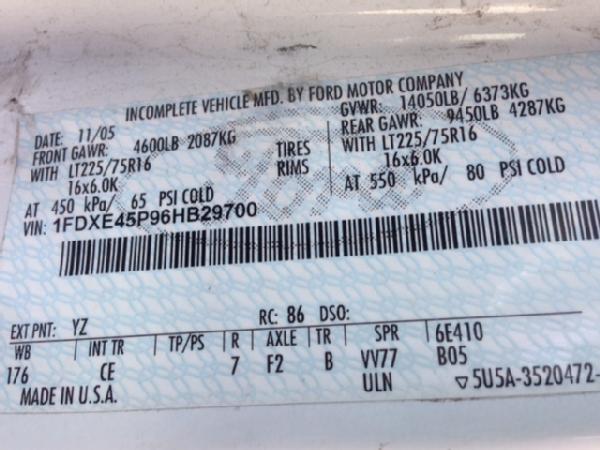 INCOMPLETE VEHICLE MFD. BY FORD MOTOR COMPANY
DATE: 11/05 GVWR: 14050LB/ 6373KG
FRONT GAWR: 4600LB 2087KG REAR GAWR: 9450LB 4287KG
WITH LT225/75R16 TIRES WITH LT225/75R16
16x6.0K RIMS 16x6.0K
AT 450 kPa/ 65 PSI COLD AT 550 kPa/ 80 PSI COLD
VIN: 1FDXE45P96HB29700
Ford
EXT PNT: YZ RC: 86 DSO:
WB INT TR TP/PS R AXLE TR SPR 6E410
176 CE 7 F2 B VV77 B05
MADE IN U.S.A. ULN ▽5U5A-3520472-